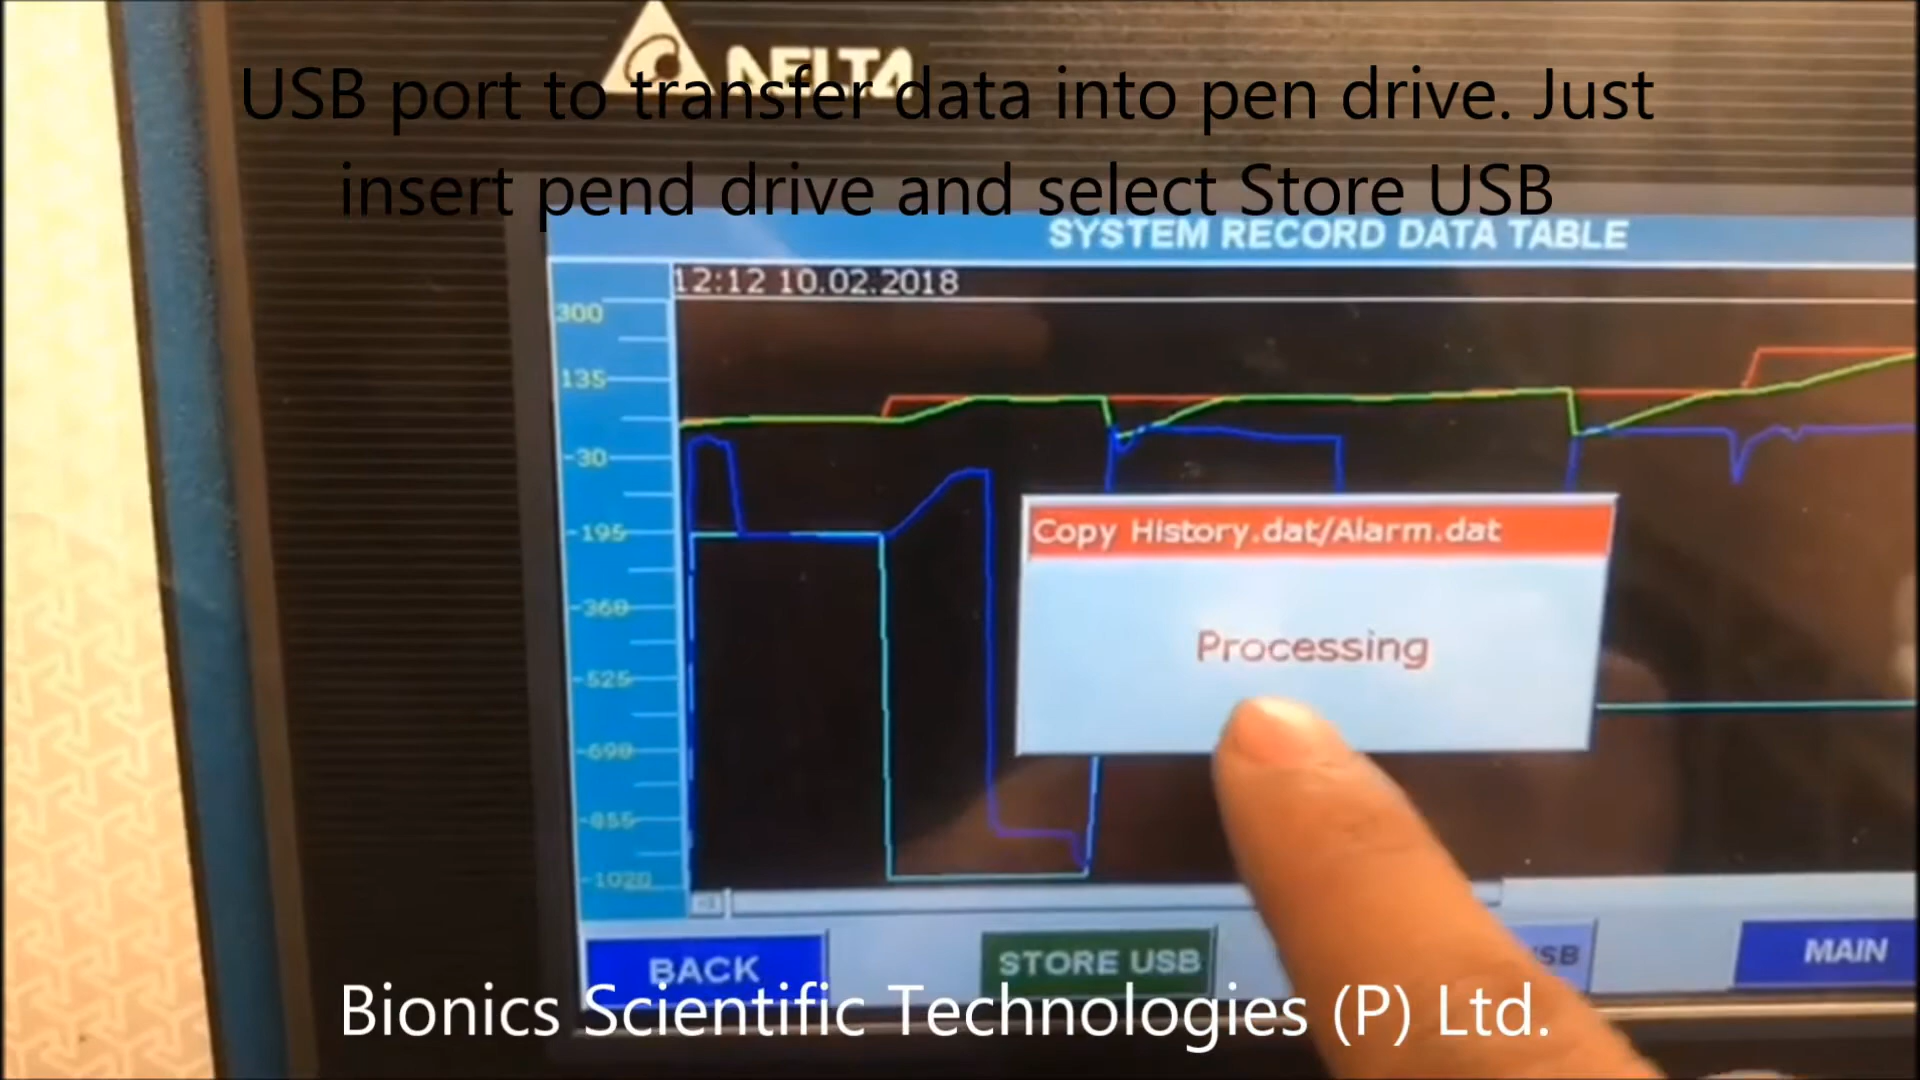 DELTA
USB port to transfer data into pen drive. Just
insert pend drive and select Store USB
SYSTEM RECORD DATA TABLE
12:12 10.02.2018
300
135
-30
-195
-360
-525
-690
-855
-1020
Copy History.dat/Alarm.dat
Processing
BACK
STORE USB
USB
MAIN
Bionics Scientific Technologies (P) Ltd.